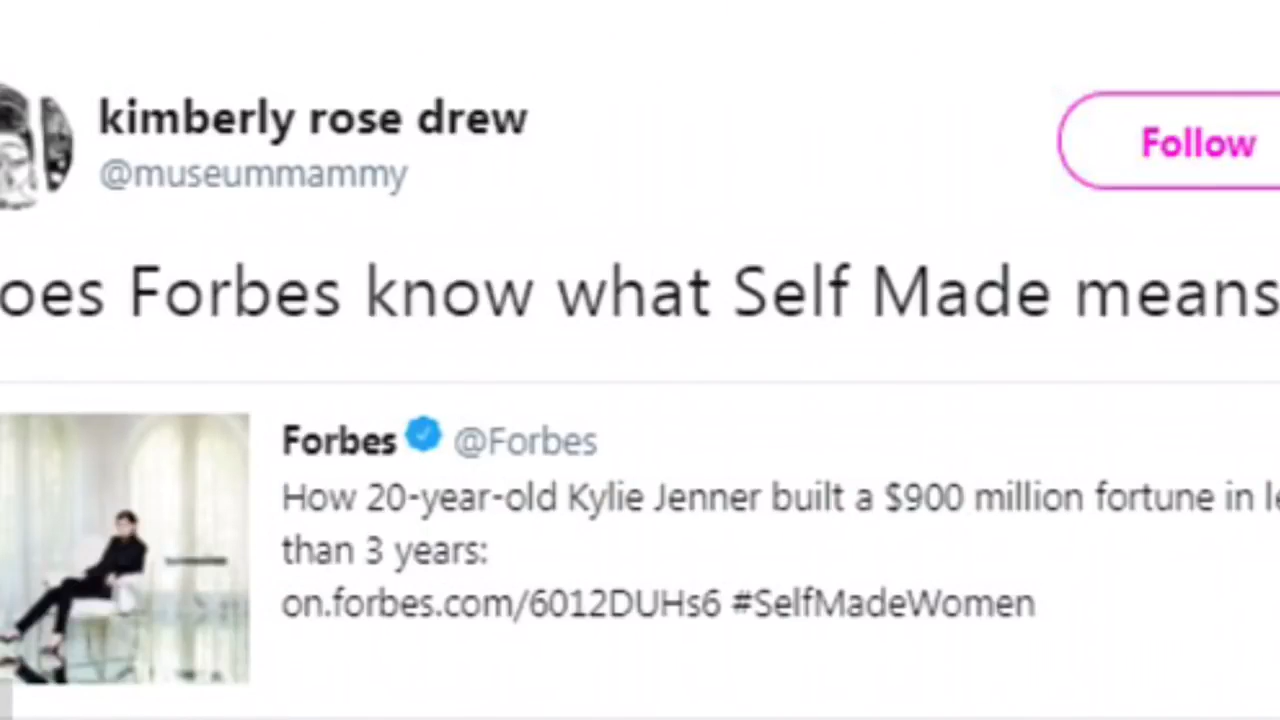 kimberly rose drew
@museummammy
Follow
oes Forbes know what Self Made means
Forbes @Forbes
How 20-year-old Kylie Jenner built a $900 million fortune in le
than 3 years:
on.forbes.com/6012DUHs6 #SelfMadeWomen